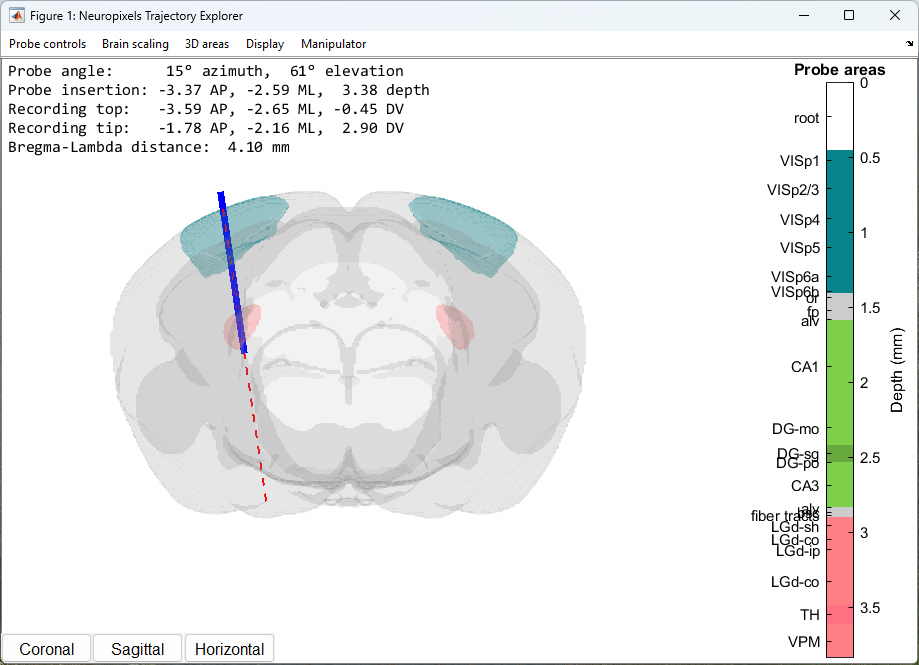 Figure 1: Neuropixels Trajectory Explorer
Probe controls Brain scaling 3D areas Display Manipulator
Probe angle: 15° azimuth, 61° elevation
Probe insertion: -3.37 AP, -2.59 ML, 3.38 depth
Recording top: -3.59 AP, -2.65 ML, -0.45 DV
Recording tip: -1.78 AP, -2.16 ML, 2.90 DV
Bregma-Lambda distance: 4.10 mm
Probe areas
0
root
0.5
VISp1
VISp2/3
VISp4
1
VISp5
VISp6a
VISp6b
or
1.5
fp
alv
CA1
2
DG-mo
DG-sg
2.5
DG-po
CA3
alv
fiber tracts
LGd-sh
3
LGd-co
LGd-ip
LGd-co
3.5
TH
VPM
Depth (mm)
Coronal Sagittal Horizontal